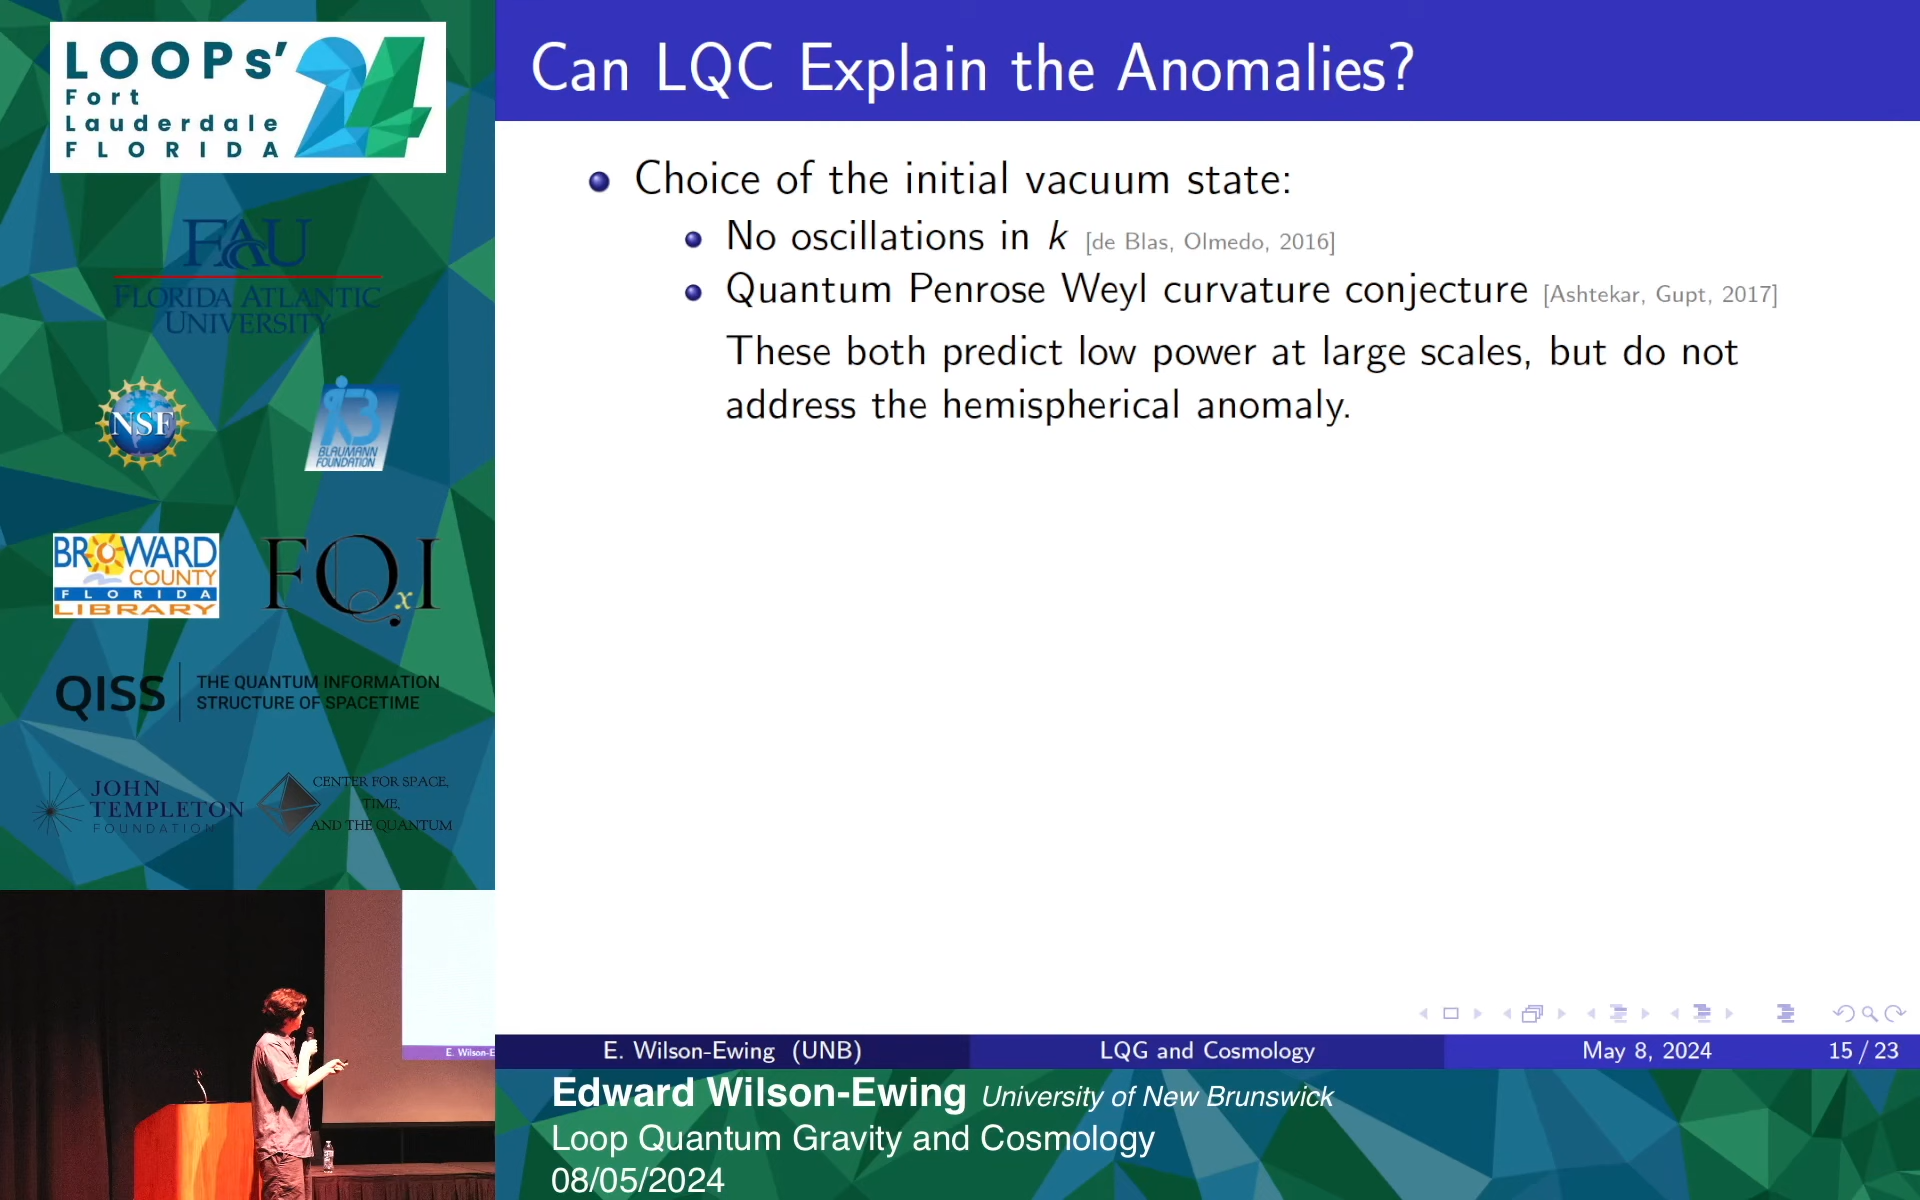 LOOPs'24
Fort
Lauderdale
FLORIDA
FAU
FLORIDA ATLANTIC
UNIVERSITY
NSF
BLAUMANN
FOUNDATION
BROWARD
COUNTY
FLORIDA
LIBRARY
FQxI
QISS
THE QUANTUM INFORMATION
STRUCTURE OF SPACETIME
JOHN
TEMPLETON
FOUNDATION
CENTER FOR SPACE,
TIME,
AND THE QUANTUM
Can LQC Explain the Anomalies?
Choice of the initial vacuum state:
No oscillations in k [de Blas, Olmedo, 2016]
Quantum Penrose Weyl curvature conjecture [Ashtekar, Gupt, 2017]
These both predict low power at large scales, but do not
address the hemispherical anomaly.
E. Wilson-E
E. Wilson-Ewing (UNB)
LQG and Cosmology
May 8, 2024
15 / 23
Edward Wilson-Ewing University of New Brunswick
Loop Quantum Gravity and Cosmology
08/05/2024